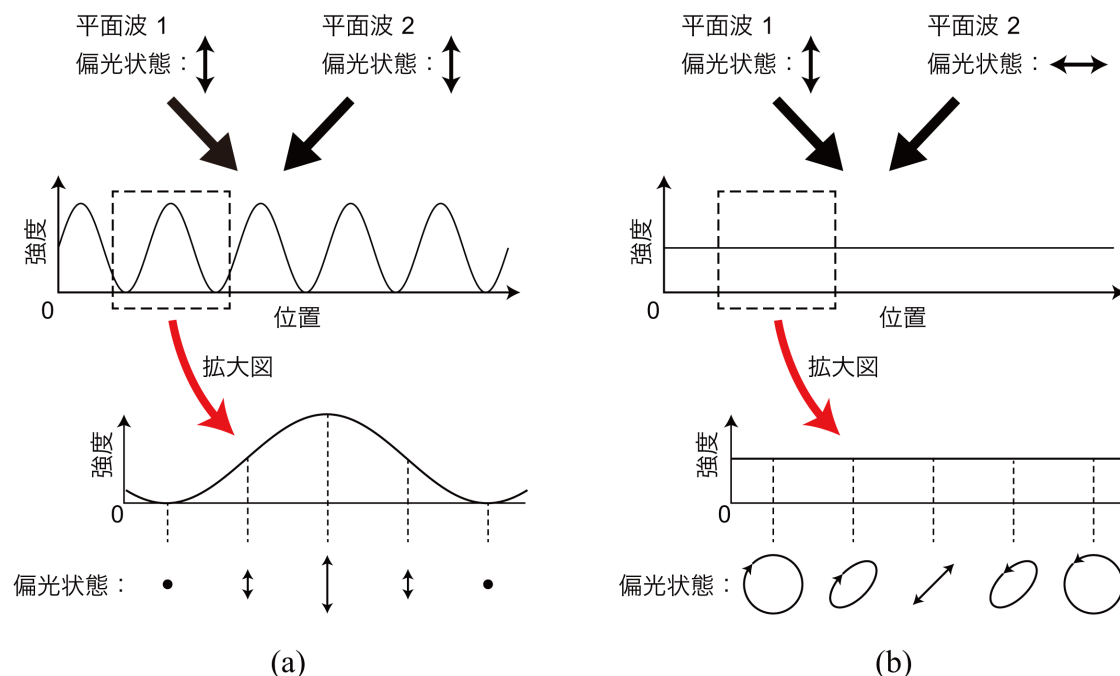 平面波 1
偏光状態：
平面波 2
偏光状態：
強度
0
位置
拡大図
強度
0
偏光状態：
(a)
平面波 1
偏光状態：
平面波 2
偏光状態：
強度
0
位置
拡大図
強度
0
偏光状態：
(b)